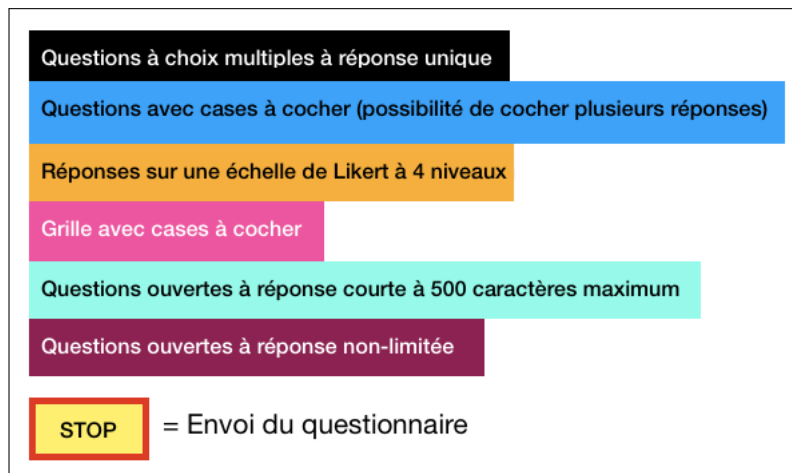 Questions à choix multiples à réponse unique
Questions avec cases à cocher (possibilité de cocher plusieurs réponses)
Réponses sur une échelle de Likert à 4 niveaux
Grille avec cases à cocher
Questions ouvertes à réponse courte à 500 caractères maximum
Questions ouvertes à réponse non-limitée
STOP = Envoi du questionnaire